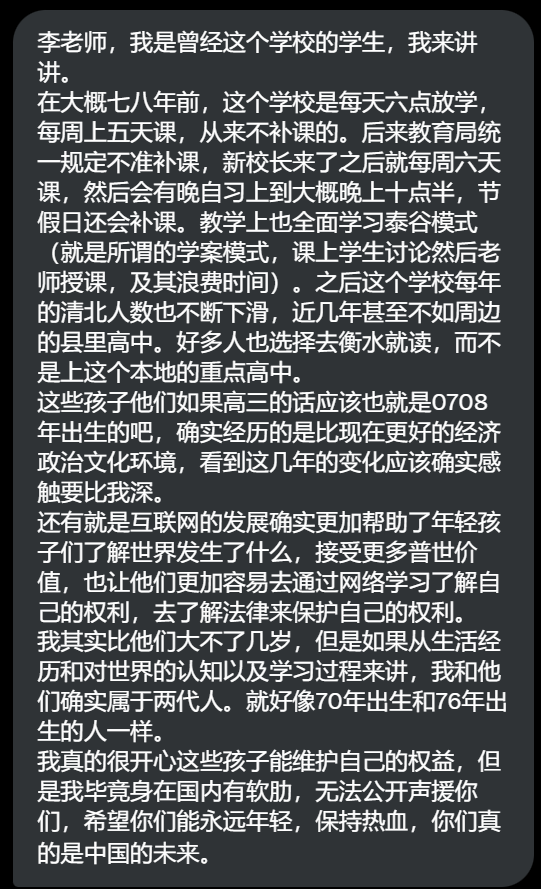 李老师，我是曾经这个学校的学生，我来讲
讲。
在大概七八年前，这个学校是每天六点放学，
每周上五天课，从来不补课的。后来教育局统
一规定不准补课，新校长来了之后就每周六天
课，然后会有晚自习上到大概晚上十点半，节
假日还会补课。教学上也全面学习泰谷模式
（就是所谓的学案模式，课上学生讨论然后老
师授课，及其浪费时间）。之后这个学校每年
的清北人数也不断下滑，近几年甚至不如周边
的县里高中。好多人也选择去衡水就读，而不
是上这个本地的重点高中。
这些孩子他们如果高三的话应该也就是0708
年出生的吧，确实经历的是比现在更好的经济
政治文化环境，看到这几年的变化应该确实感
触要比我深。
还有就是互联网的发展确实更加帮助了年轻孩
子们了解世界发生了什么，接受更多普世价
值，也让他们更加容易去通过网络学习了解自
己的权利，去了解法律来保护自己的权利。
我其实比他们大不了几岁，但是如果从生活经
历和对世界的认知以及学习过程来讲，我和他
们确实属于两代人。就好像70年出生和76年出
生的人一样。
我真的很开心这些孩子能维护自己的权益，但
是我毕竟身在国内有软肋，无法公开声援你
们，希望你们能永远年轻，保持热血，你们真
的是中国的未来。